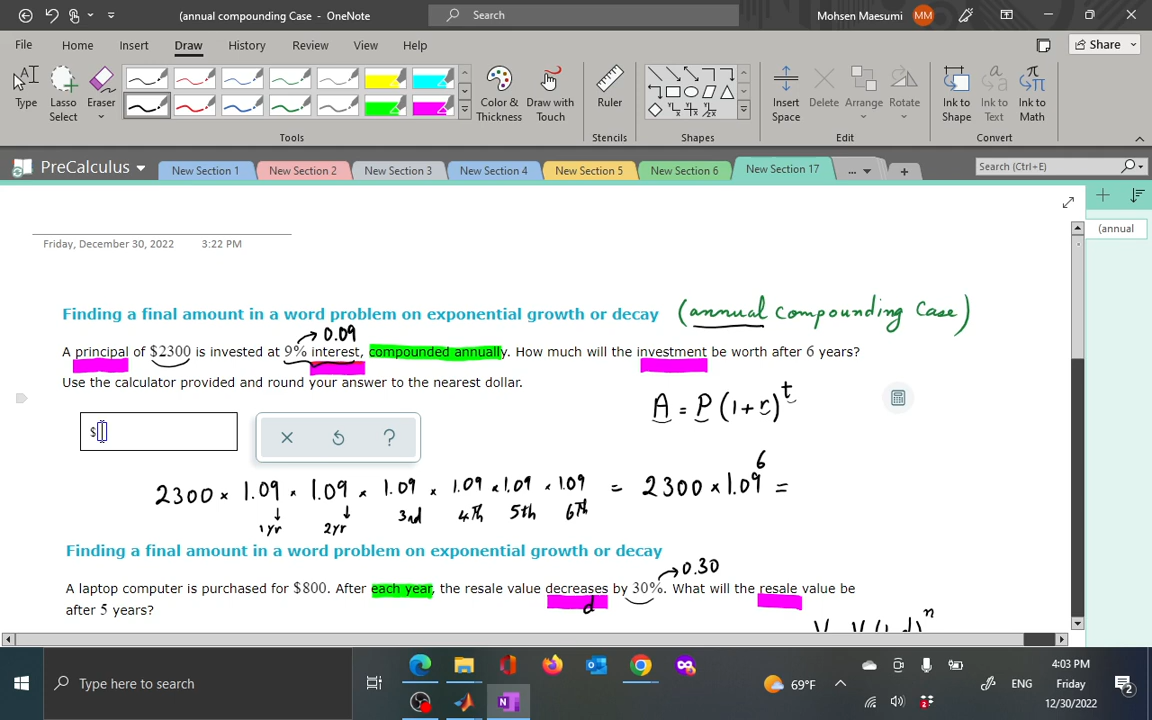 (annual compounding Case) - OneNote
Search
Mohsen Maesumi
MM
File Home Insert Draw History Review View Help
Share
Type
Lasso Select
Eraser
Color & Thickness
Draw with Touch
Ruler
Insert Space
Delete
Arrange
Rotate
Ink to Shape
Ink to Text
Ink to Math
Tools
Stencils
Shapes
Edit
Convert
PreCalculus
New Section 1
New Section 2
New Section 3
New Section 4
New Section 5
New Section 6
New Section 17
...
Search (Ctrl+E)
(annual
Friday, December 30, 2022 3:22 PM
Finding a final amount in a word problem on exponential growth or decay (annual compounding Case)
0.09
A principal of $2300 is invested at 9% interest, compounded annually. How much will the investment be worth after 6 years?
Use the calculator provided and round your answer to the nearest dollar.
A = P (1+r)^t
$
2300 × 1.09 × 1.09 × 1.09 × 1.09 × 1.09 × 1.09 = 2300 × 1.09^6 =
1yr 2yr 3rd 4th 5th 6th
Finding a final amount in a word problem on exponential growth or decay
0.30
A laptop computer is purchased for $800. After each year, the resale value decreases by 30%. What will the resale value be
d
after 5 years?
Type here to search
69°F
ENG
4:03 PM
Friday
12/30/2022
2